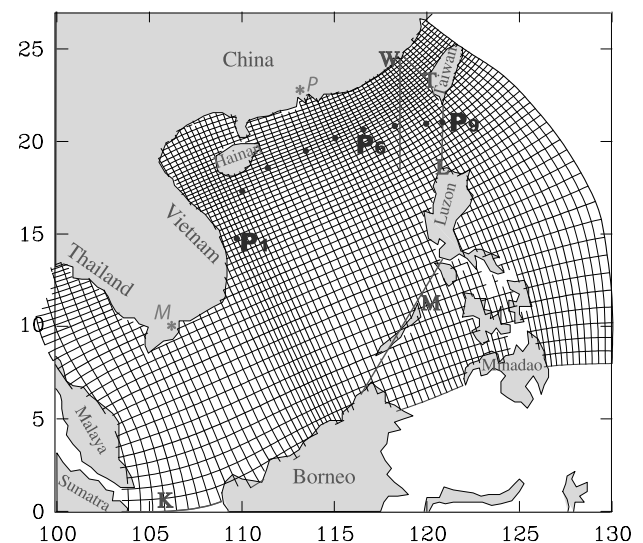 25
20
15
10
5
0
100
105
110
115
120
125
130
China
P
W
T
Taiwan
Hainan
P6
P9
L
Luzon
P1
Vietnam
Thailand
M
M
Minadao
Malaya
Borneo
K
Sumatra